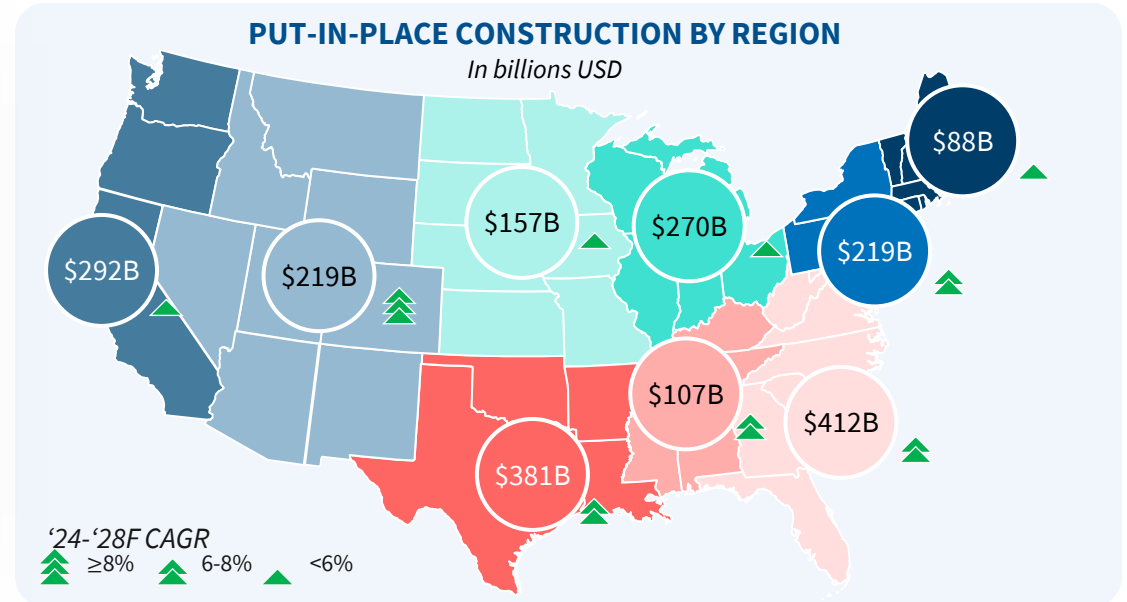 PUT-IN-PLACE CONSTRUCTION BY REGION
In billions USD
$88B
$157B
$270B
$219B
$292B
$219B
$107B
$412B
$381B
‘24-‘28F CAGR
≥8% 6-8% <6%